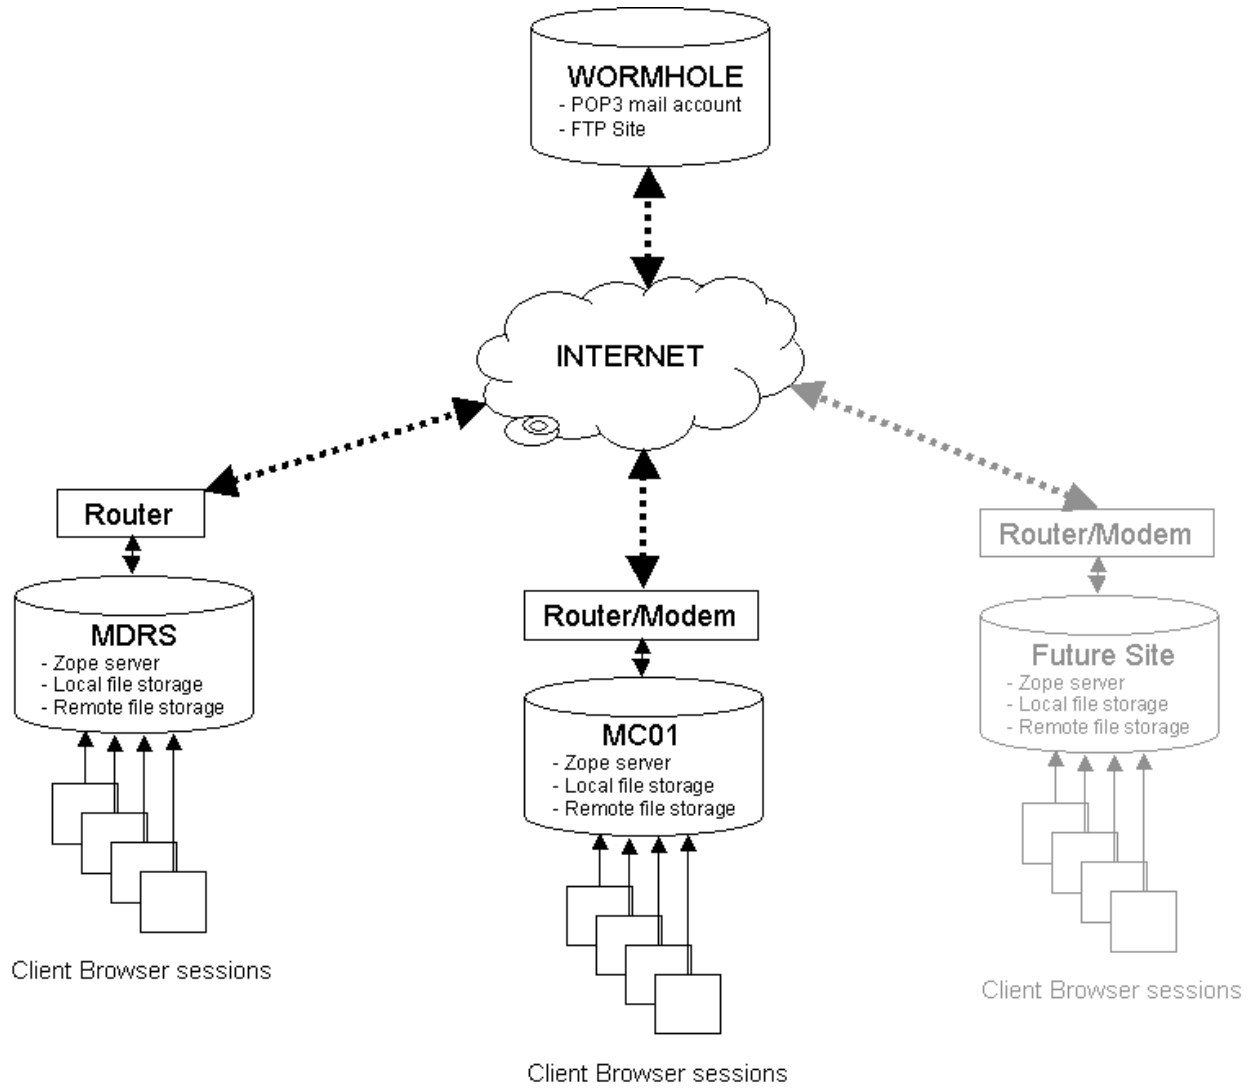 WORMHOLE
- POP3 mail account
- FTP Site
INTERNET
Router
MDRS
- Zope server
- Local file storage
- Remote file storage
Client Browser sessions
Router/Modem
MC01
- Zope server
- Local file storage
- Remote file storage
Client Browser sessions
Router/Modem
Future Site
- Zope server
- Local file storage
- Remote file storage
Client Browser sessions